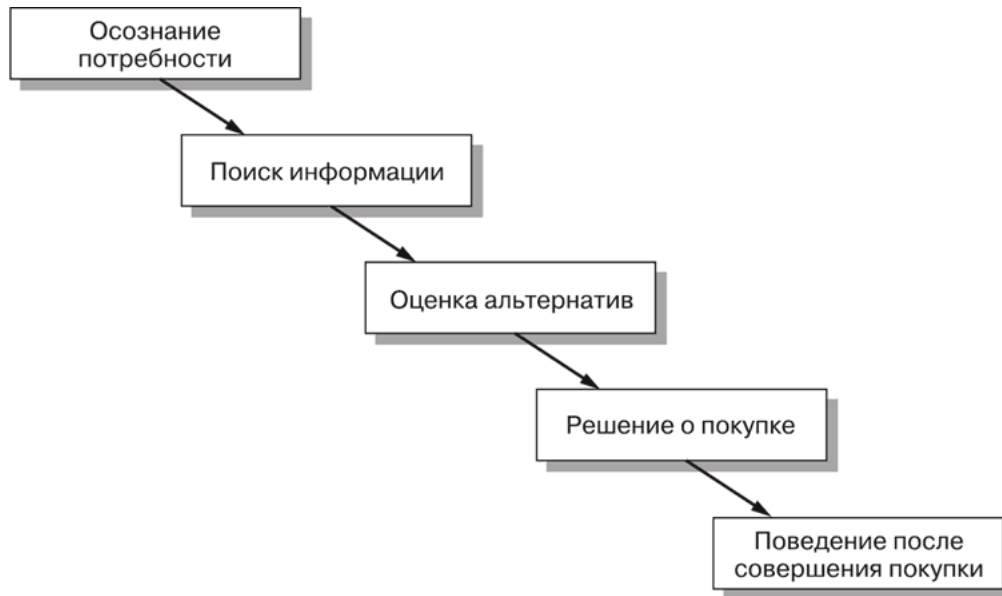 Осознание
потребности
Поиск информации
Оценка альтернатив
Решение о покупке
Поведение после
совершения покупки